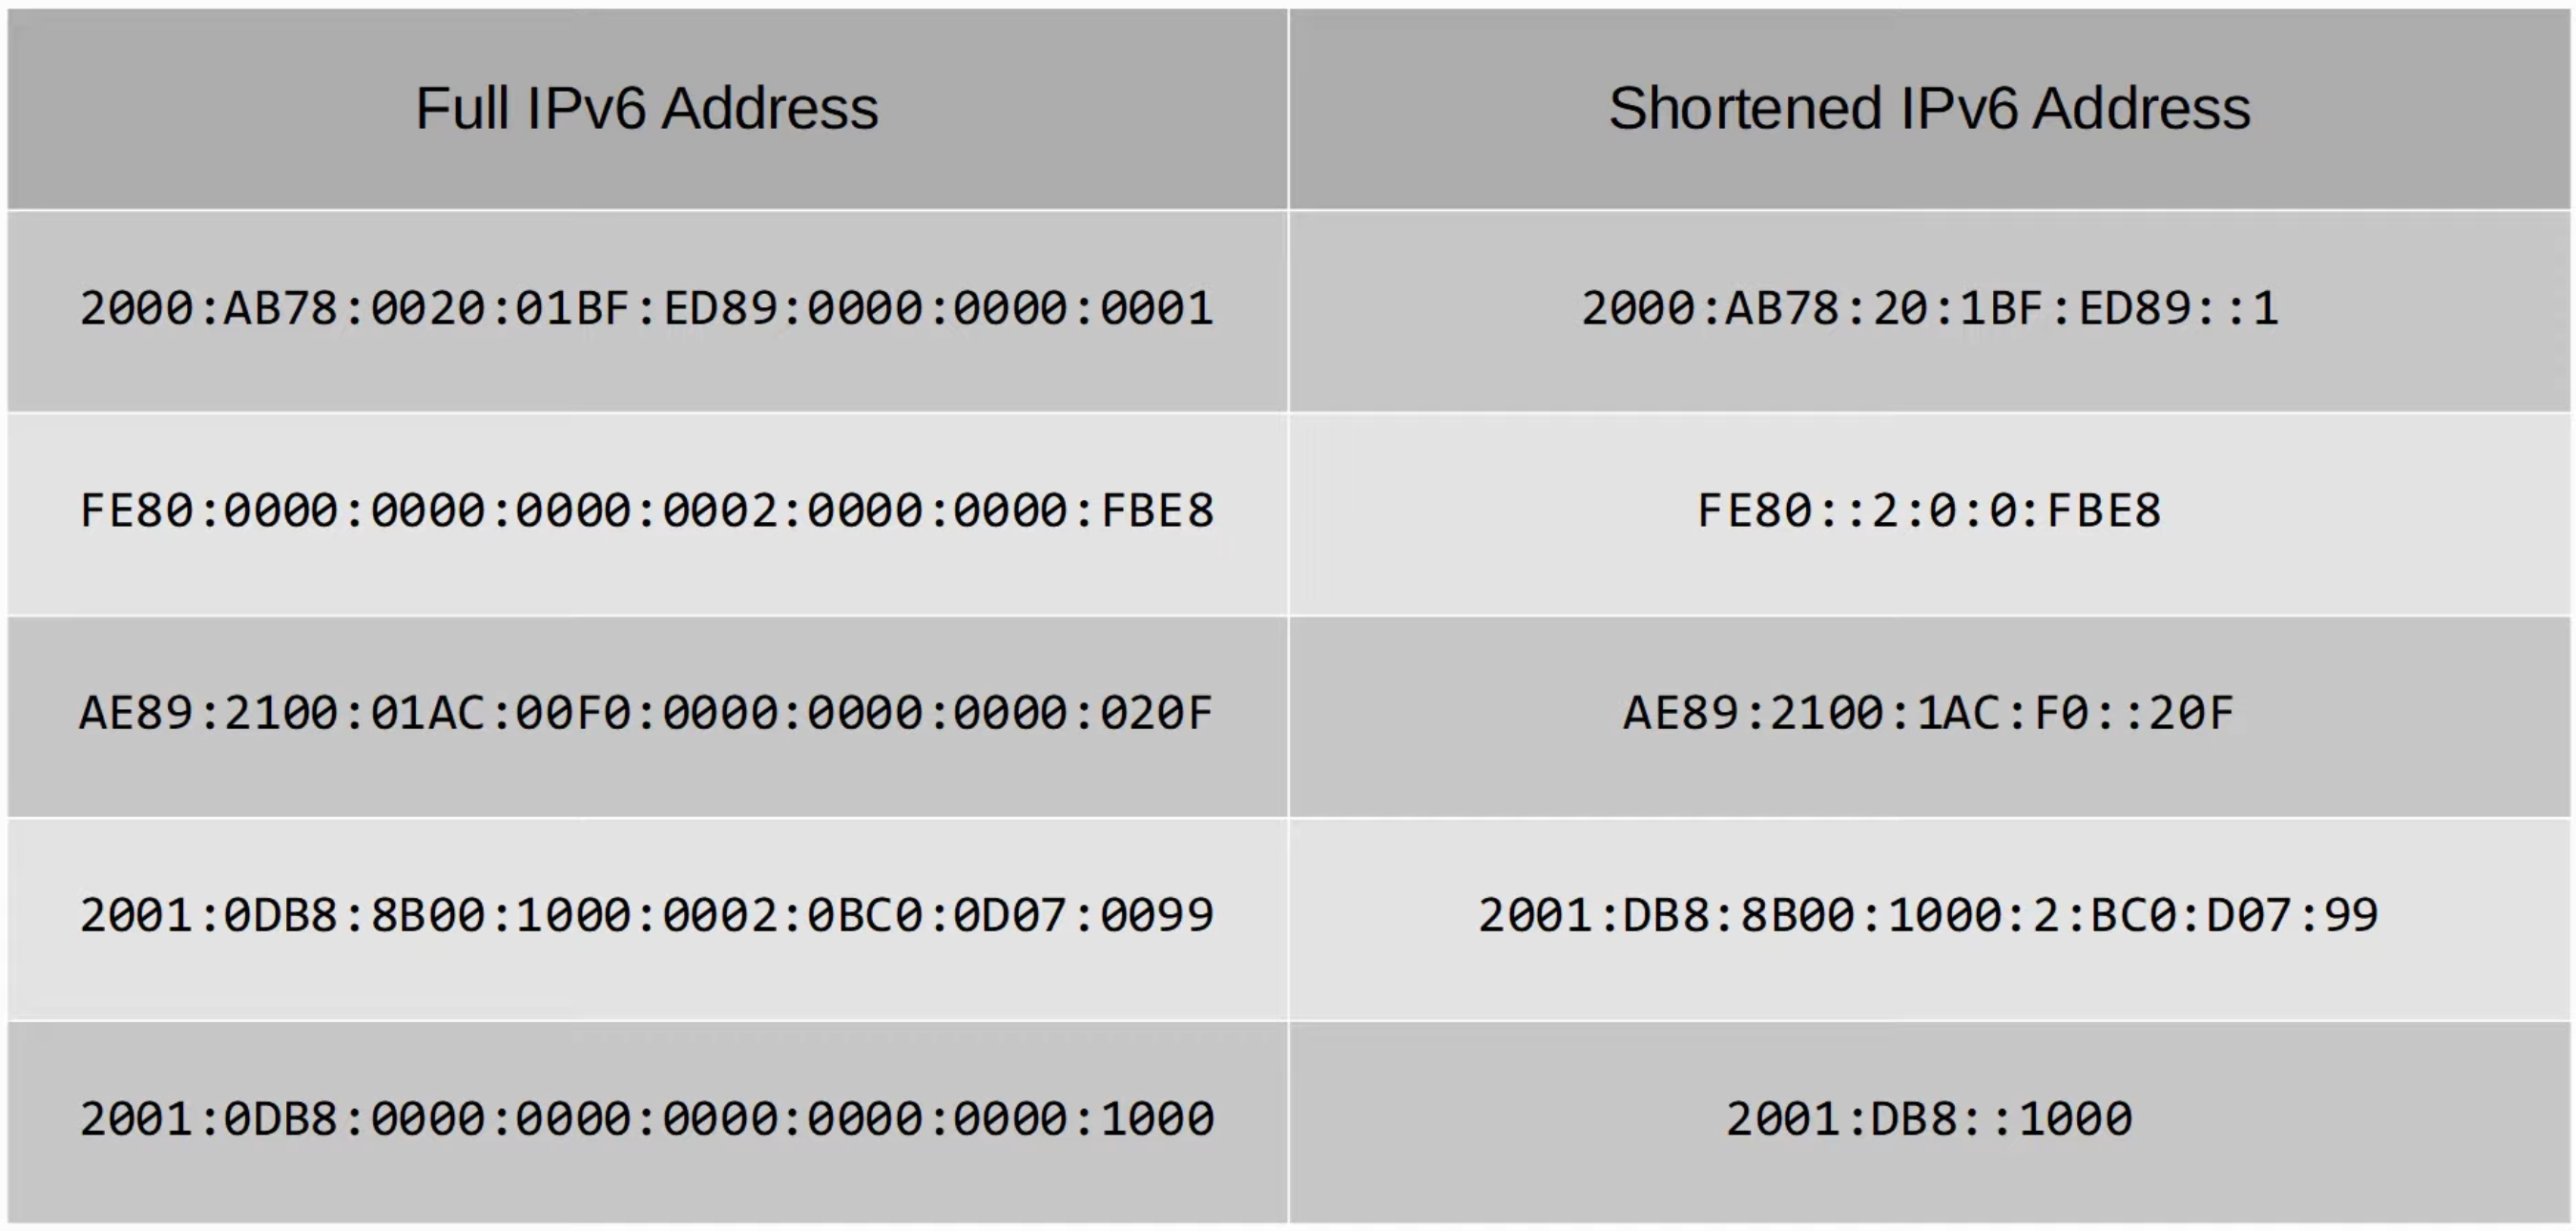 Full IPv6 Address Shortened IPv6 Address
2000:AB78:0020:01BF:ED89:0000:0000:0001 2000:AB78:20:1BF:ED89::1
FE80:0000:0000:0000:0002:0000:0000:FBE8 FE80::2:0:0:FBE8
AE89:2100:01AC:00F0:0000:0000:0000:020F AE89:2100:1AC:F0::20F
2001:0DB8:8B00:1000:0002:0BC0:0D07:0099 2001:DB8:8B00:1000:2:BC0:D07:99
2001:0DB8:0000:0000:0000:0000:0000:1000 2001:DB8::1000